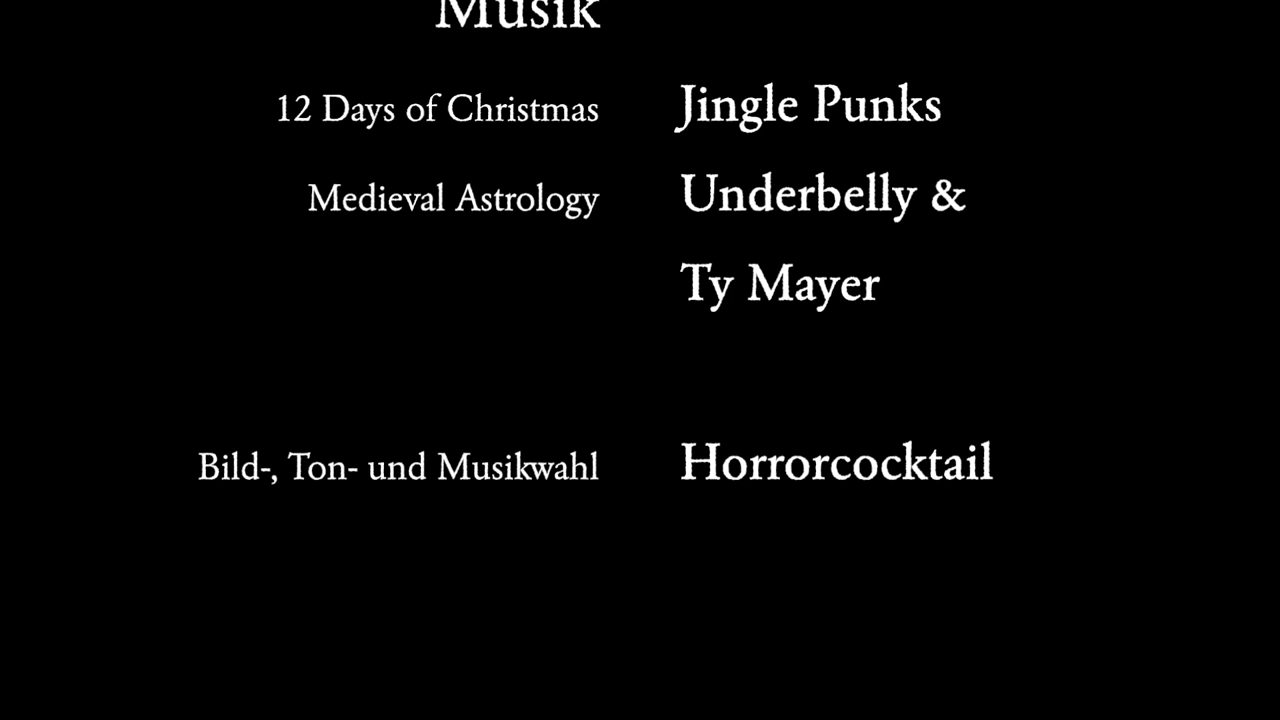 Musik
12 Days of Christmas Jingle Punks
Medieval Astrology Underbelly &
Ty Mayer
Bild-, Ton- und Musikwahl Horrorcocktail